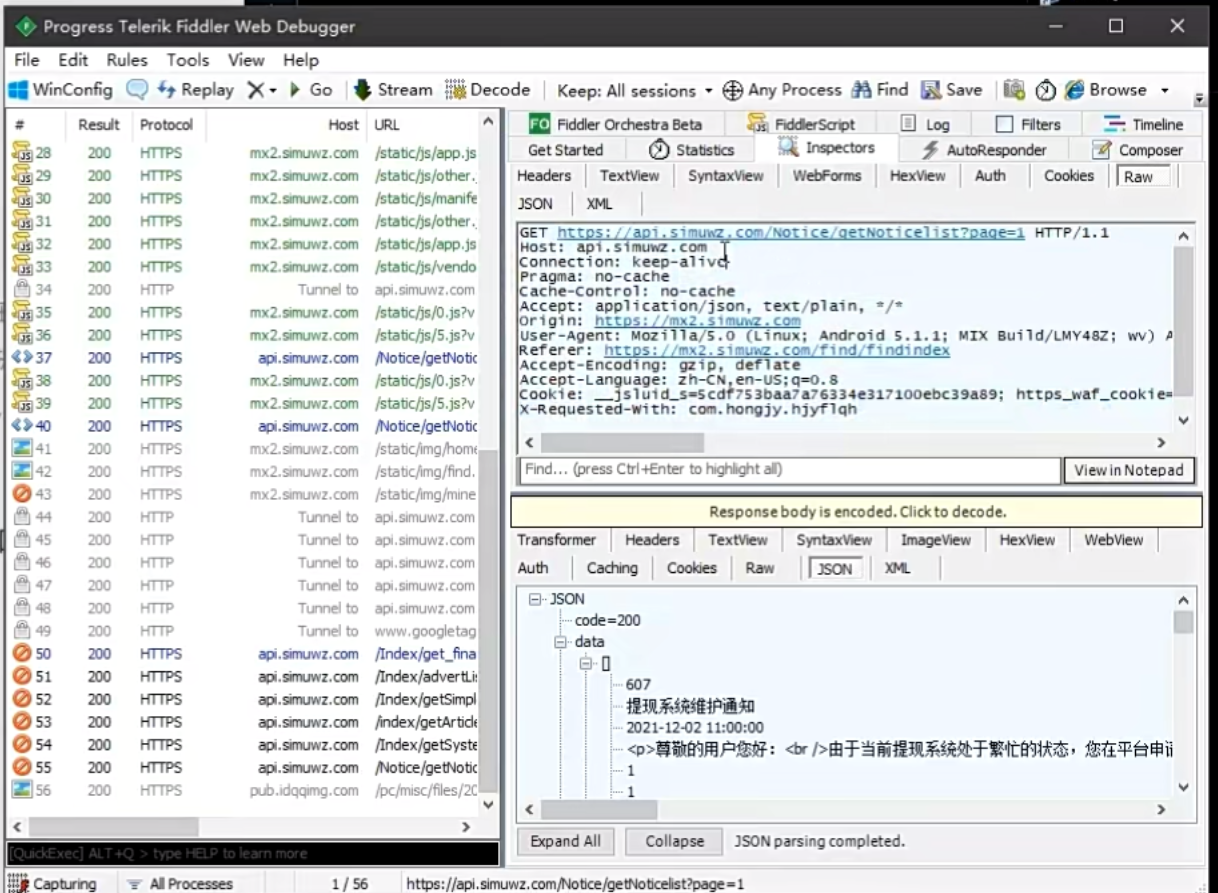 Progress Telerik Fiddler Web Debugger
File Edit Rules Tools View Help
WinConfig Replay Go Stream Decode Keep: All sessions Any Process Find Save Browse
# Result Protocol Host URL
28 200 HTTPS mx2.simuwz.com /static/js/app.js
29 200 HTTPS mx2.simuwz.com /static/js/other.
30 200 HTTPS mx2.simuwz.com /static/js/manife
31 200 HTTPS mx2.simuwz.com /static/js/other.
32 200 HTTPS mx2.simuwz.com /static/js/app.js
33 200 HTTPS mx2.simuwz.com /static/js/vendo
34 200 HTTP Tunnel to api.simuwz.com
35 200 HTTPS mx2.simuwz.com /static/js/0.js?v
36 200 HTTPS mx2.simuwz.com /static/js/5.js?v
37 200 HTTPS api.simuwz.com /Notice/getNotic
38 200 HTTPS mx2.simuwz.com /static/js/0.js?v
39 200 HTTPS mx2.simuwz.com /static/js/5.js?v
40 200 HTTPS api.simuwz.com /Notice/getNotic
41 200 HTTPS mx2.simuwz.com /static/img/home
42 200 HTTPS mx2.simuwz.com /static/img/find.
43 200 HTTPS mx2.simuwz.com /static/img/mine
44 200 HTTP Tunnel to api.simuwz.com
45 200 HTTP Tunnel to api.simuwz.com
46 200 HTTP Tunnel to api.simuwz.com
47 200 HTTP Tunnel to api.simuwz.com
48 200 HTTP Tunnel to api.simuwz.com
49 200 HTTP Tunnel to www.googletag
50 200 HTTPS api.simuwz.com /Index/get_fina
51 200 HTTPS api.simuwz.com /Index/advertLi
52 200 HTTPS api.simuwz.com /Index/getSimpl
53 200 HTTPS api.simuwz.com /index/getArticle
54 200 HTTPS api.simuwz.com /Index/getSyste
55 200 HTTPS api.simuwz.com /Notice/getNotic
56 200 HTTPS pub.idqqimg.com /pc/misc/files/20
[QuickExec] ALT+Q > type HELP to learn more
FO Fiddler Orchestra Beta FiddlerScript Log Filters Timeline
Get Started Statistics Inspectors AutoResponder Composer
Headers TextView SyntaxView WebForms HexView Auth Cookies Raw
JSON XML
GET https://api.simuwz.com/Notice/getNoticelist?page=1 HTTP/1.1
Host: api.simuwz.com
Connection: keep-alive
Pragma: no-cache
Cache-Control: no-cache
Accept: application/json, text/plain, */*
Origin: https://mx2.simuwz.com
User-Agent: Mozilla/5.0 (Linux; Android 5.1.1; MIX Build/LMY48Z; wv) A
Referer: https://mx2.simuwz.com/find/findindex
Accept-Encoding: gzip, deflate
Accept-Language: zh-CN,en-US;q=0.8
Cookie: __jsluid_s=5cdf753baa7a76334e317100ebc39a89; https_waf_cookie=
X-Requested-With: com.hongjy.hjyflqh
Find... (press Ctrl+Enter to highlight all) View in Notepad
Response body is encoded. Click to decode.
Transformer Headers TextView SyntaxView ImageView HexView WebView
Auth Caching Cookies Raw JSON XML
JSON
code=200
data
[]
607
提现系统维护通知
2021-12-02 11:00:00
<p>尊敬的用户您好：<br />由于当前提现系统处于繁忙的状态，您在平台申请
1
1
Expand All Collapse JSON parsing completed.
Capturing All Processes 1 / 56 https://api.simuwz.com/Notice/getNoticelist?page=1